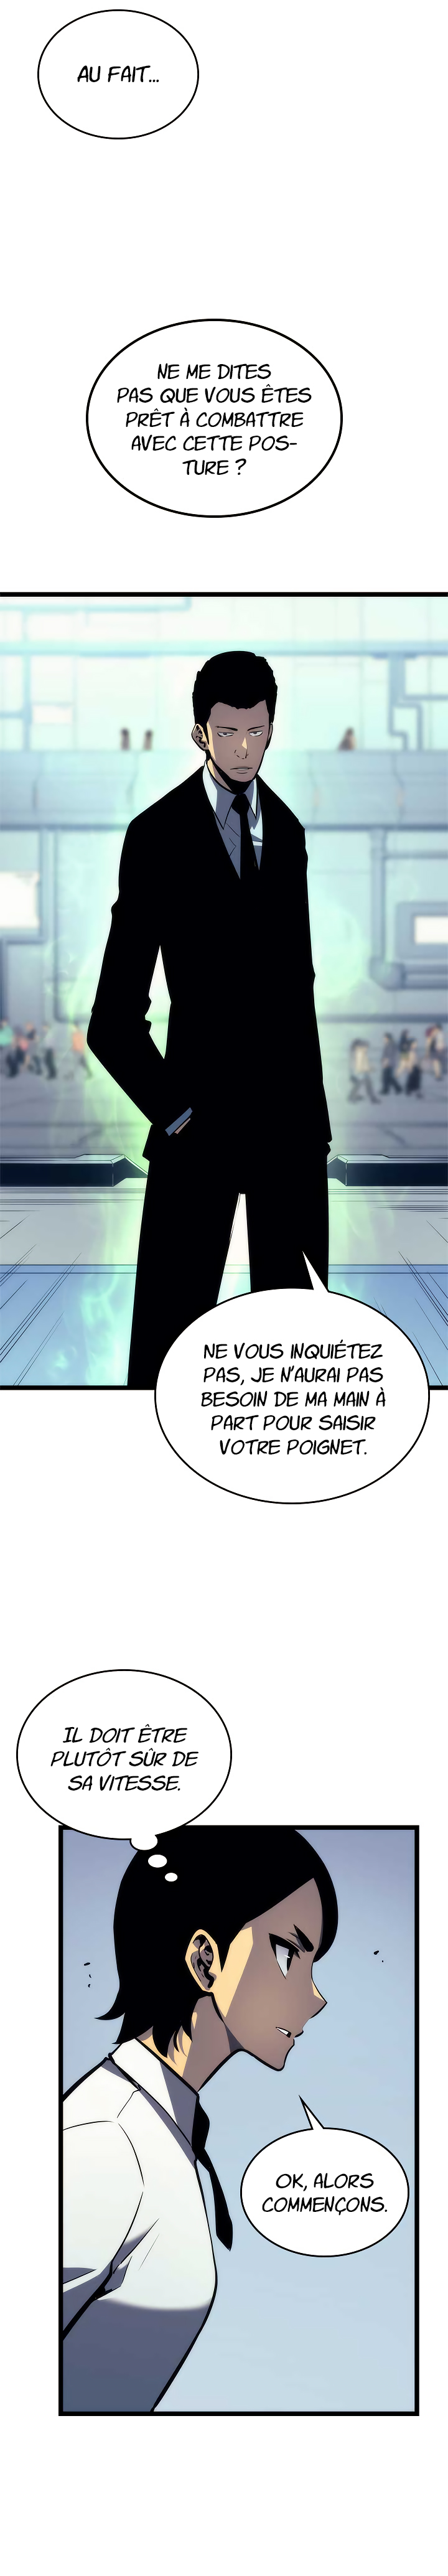 AU FAIT...
NE ME DITES
PAS QUE VOUS ÊTES
PRÊT À COMBATTRE
AVEC CETTE POS-
TURE ?
NE VOUS INQUIÉTEZ
PAS, JE N'AURAI PAS
BESOIN DE MA MAIN À
PART POUR SAISIR
VOTRE POIGNET.
IL DOIT ÊTRE
PLUTÔT SÛR DE
SA VITESSE.
OK, ALORS
COMMENÇONS.